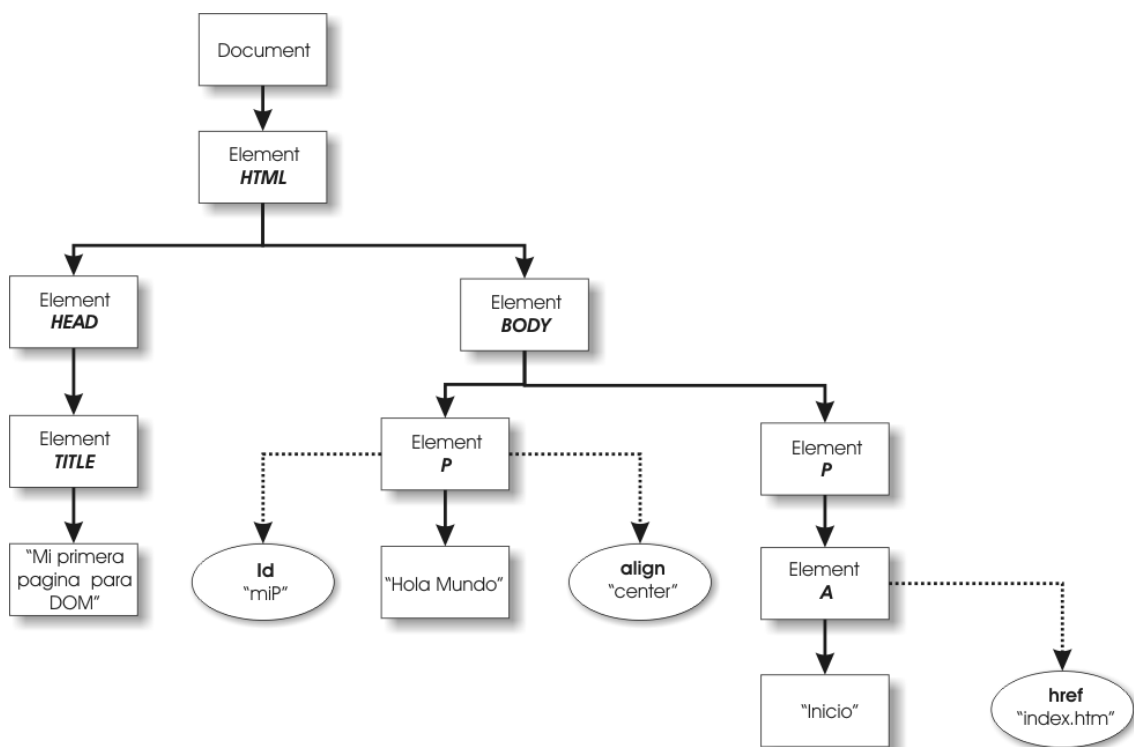 Document
Element
HTML
Element
HEAD
Element
BODY
Element
TITLE
Element
P
Element
P
"Mi primera
pagina para
DOM"
Id
"miP"
"Hola Mundo"
align
"center"
Element
A
"Inicio"
href
"index.htm"